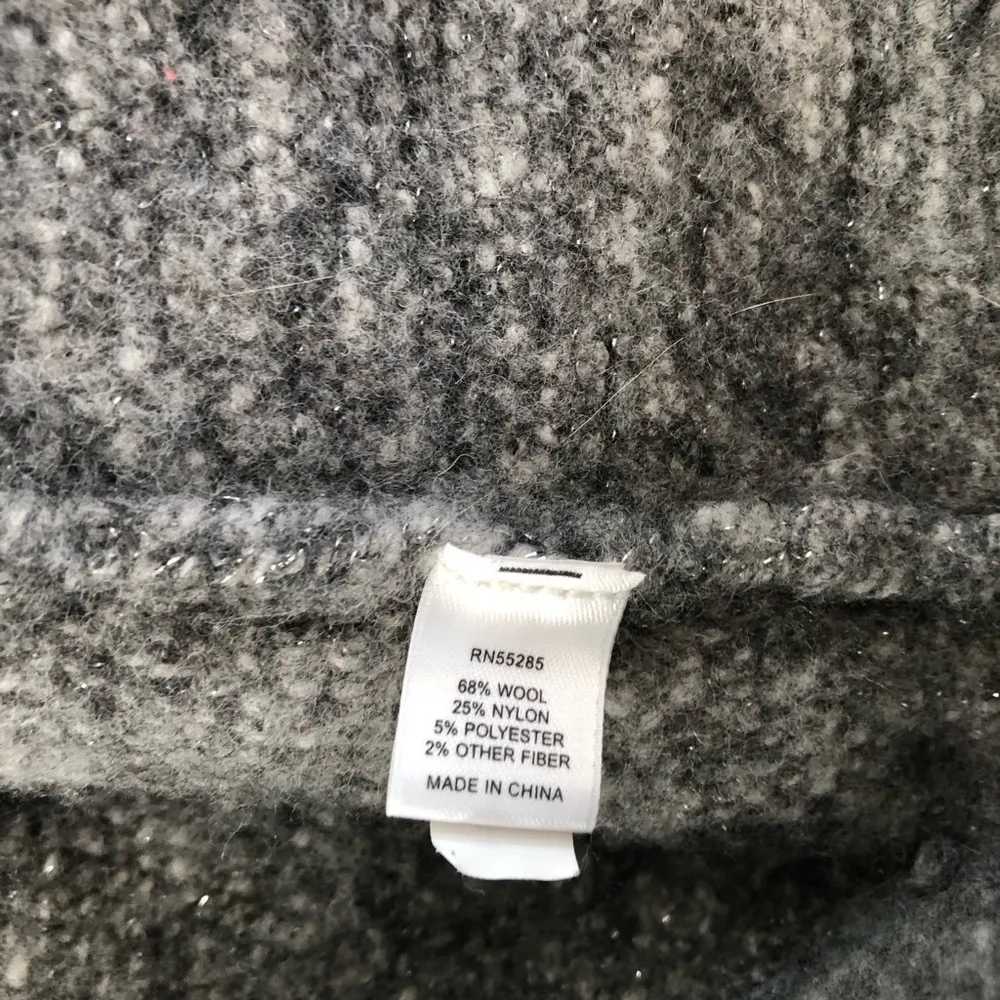 RN55285
68% WOOL
25% NYLON
5% POLYESTER
2% OTHER FIBER
MADE IN CHINA